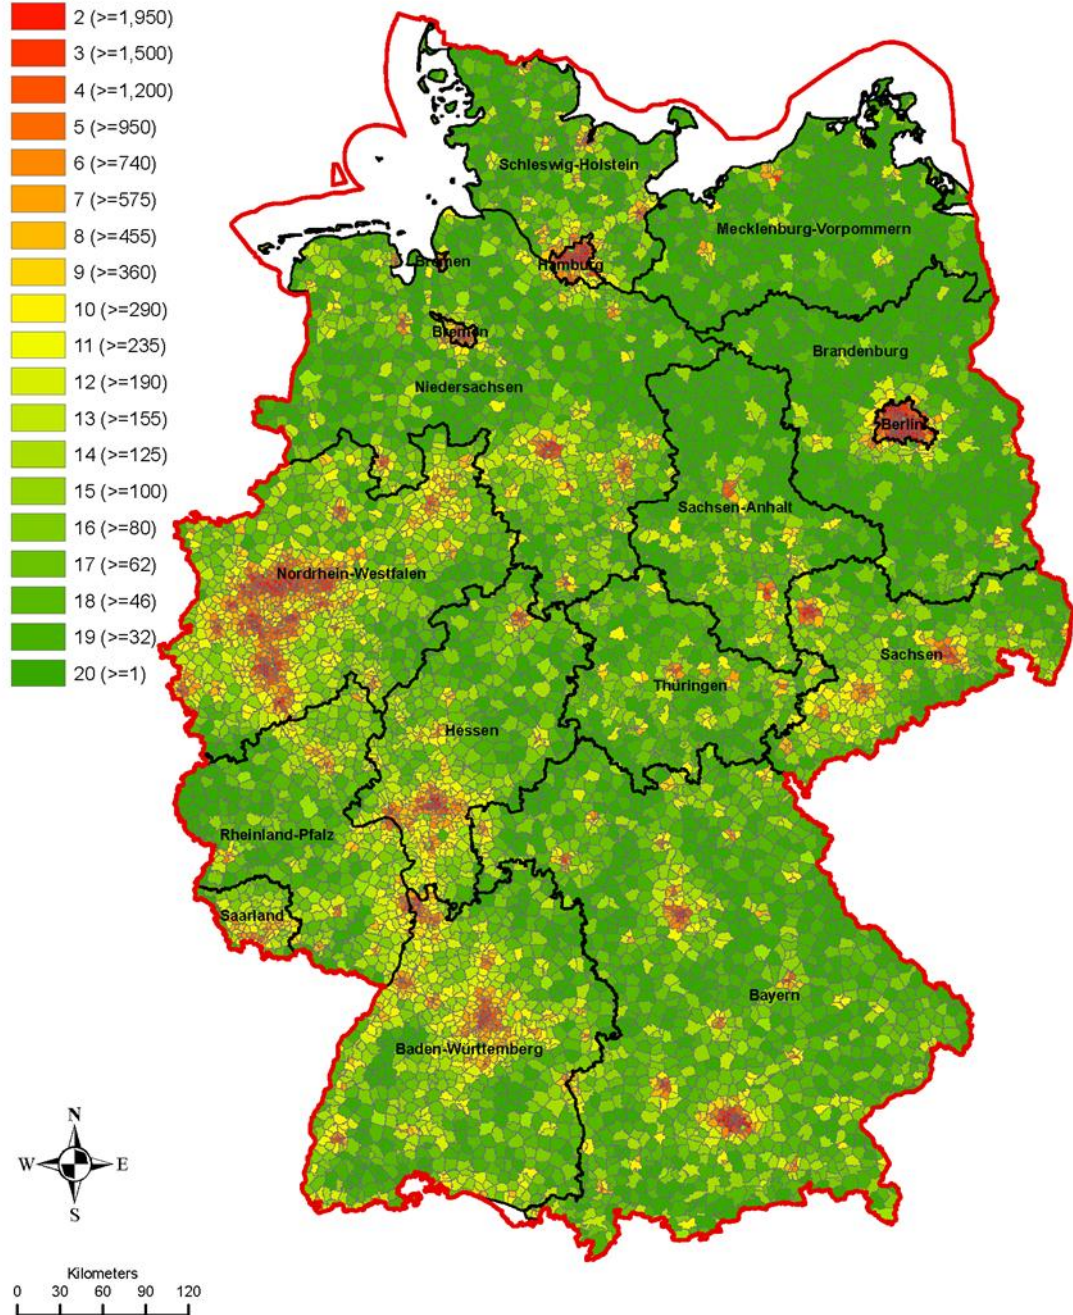 2 (>=1,950)
3 (>=1,500)
4 (>=1,200)
5 (>=950)
6 (>=740)
7 (>=575)
8 (>=455)
9 (>=360)
10 (>=290)
11 (>=235)
12 (>=190)
13 (>=155)
14 (>=125)
15 (>=100)
16 (>=80)
17 (>=62)
18 (>=46)
19 (>=32)
20 (>=1)
Schleswig-Holstein
Mecklenburg-Vorpommern
Bremen
Hamburg
Bremen
Brandenburg
Niedersachsen
Berlin
Sachsen-Anhalt
Nordrhein-Westfalen
Sachsen
Thüringen
Hessen
Rheinland-Pfalz
Saarland
Bayern
Baden-Württemberg
N
W E
S
Kilometers
0 30 60 90 120